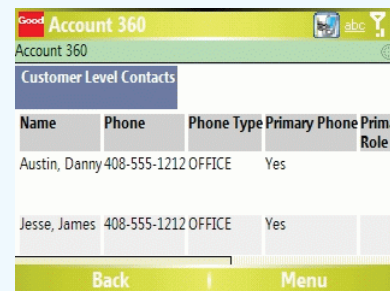 Good Account 360 abc
Account 360
Customer Level Contacts
Name Phone Phone Type Primary Phone Prim
Role
Austin, Danny 408-555-1212 OFFICE Yes
Jesse, James 408-555-1212 OFFICE Yes
Back Menu